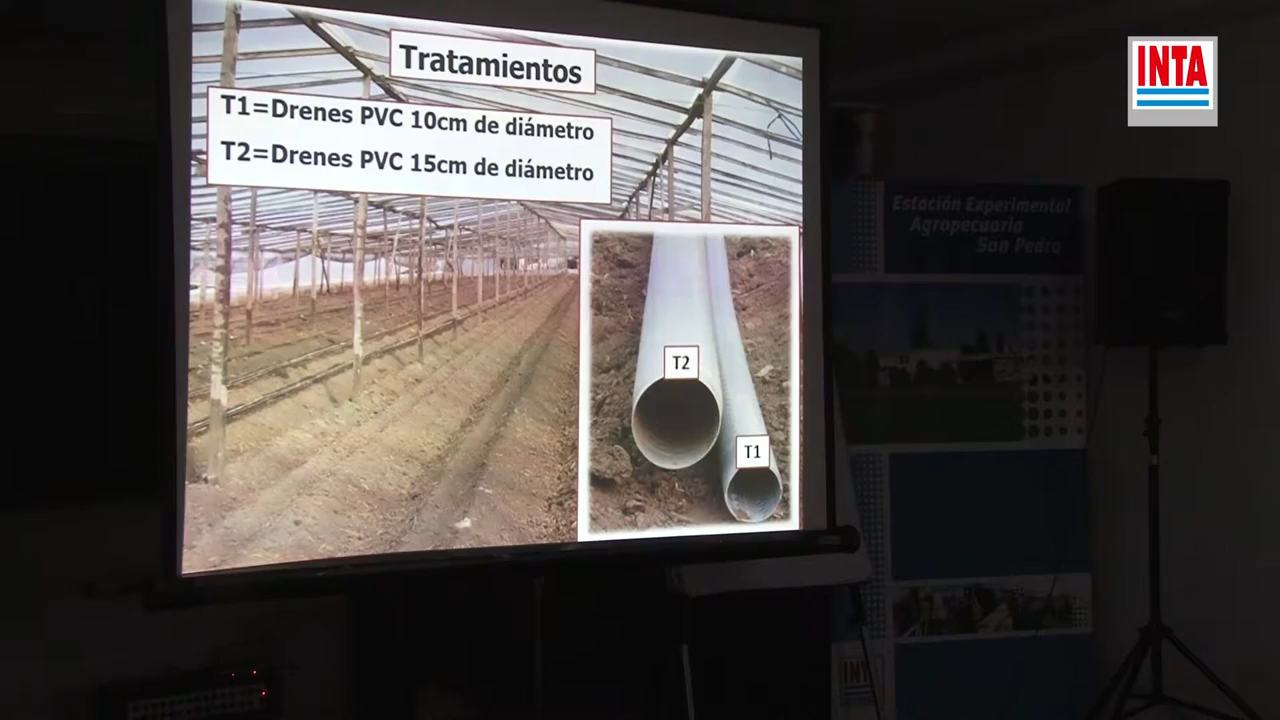 Tratamientos
T1=Drenes PVC 10cm de diámetro
T2=Drenes PVC 15cm de diámetro
T2
T1
INTA
Estación Experimental
Agropecuaria
San Pedro
INTA